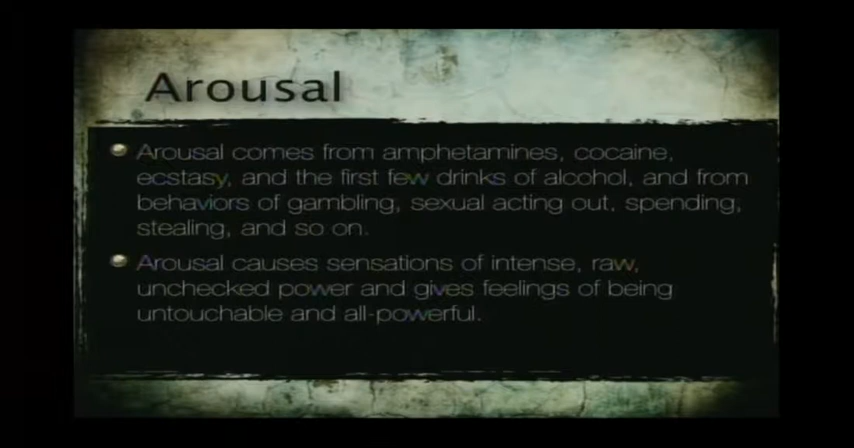 Arousal
Arousal comes from amphetamines, cocaine,
ecstasy, and the first few drinks of alcohol, and from
behaviors of gambling, sexual acting out, spending,
stealing, and so on.
Arousal causes sensations of intense, raw,
unchecked power and gives feelings of being
untouchable and all-powerful.